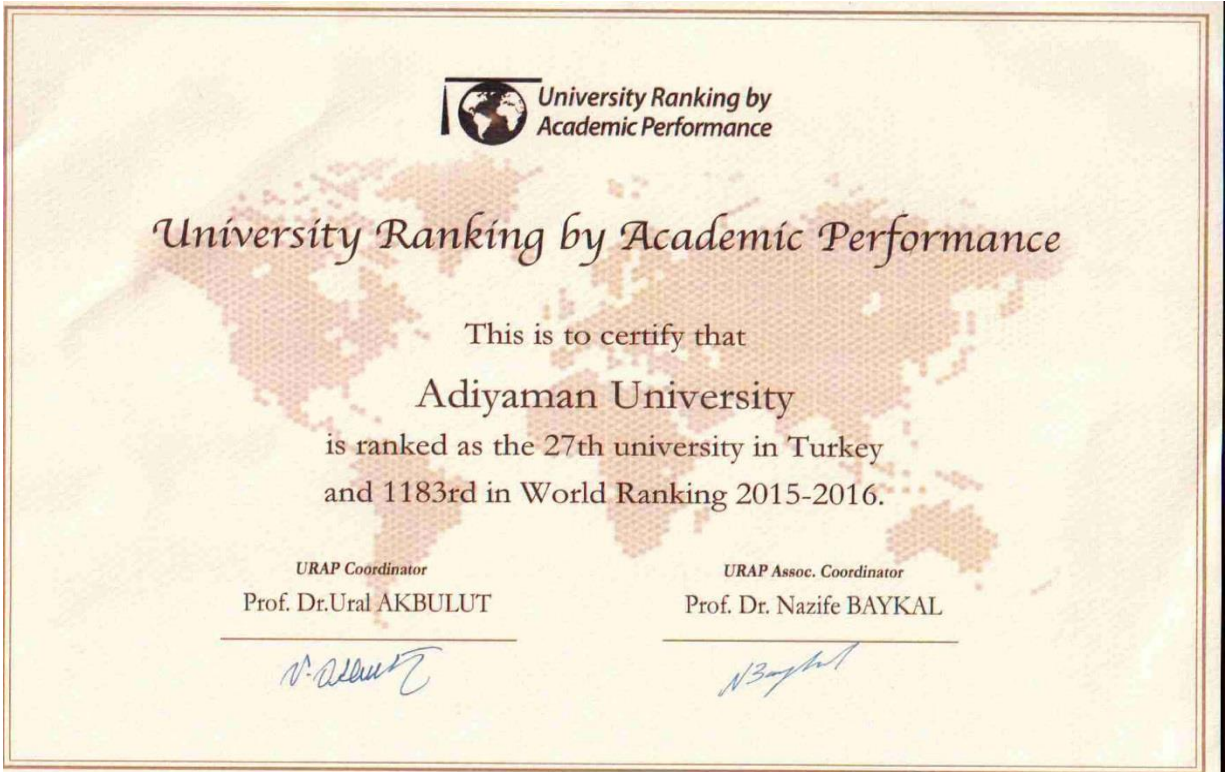 University Ranking by
Academic Performance
University Ranking by Academic Performance
This is to certify that
Adiyaman University
is ranked as the 27th university in Turkey
and 1183rd in World Ranking 2015-2016.
URAP Coordinator
Prof. Dr.Ural AKBULUT
URAP Assoc. Coordinator
Prof. Dr. Nazife BAYKAL